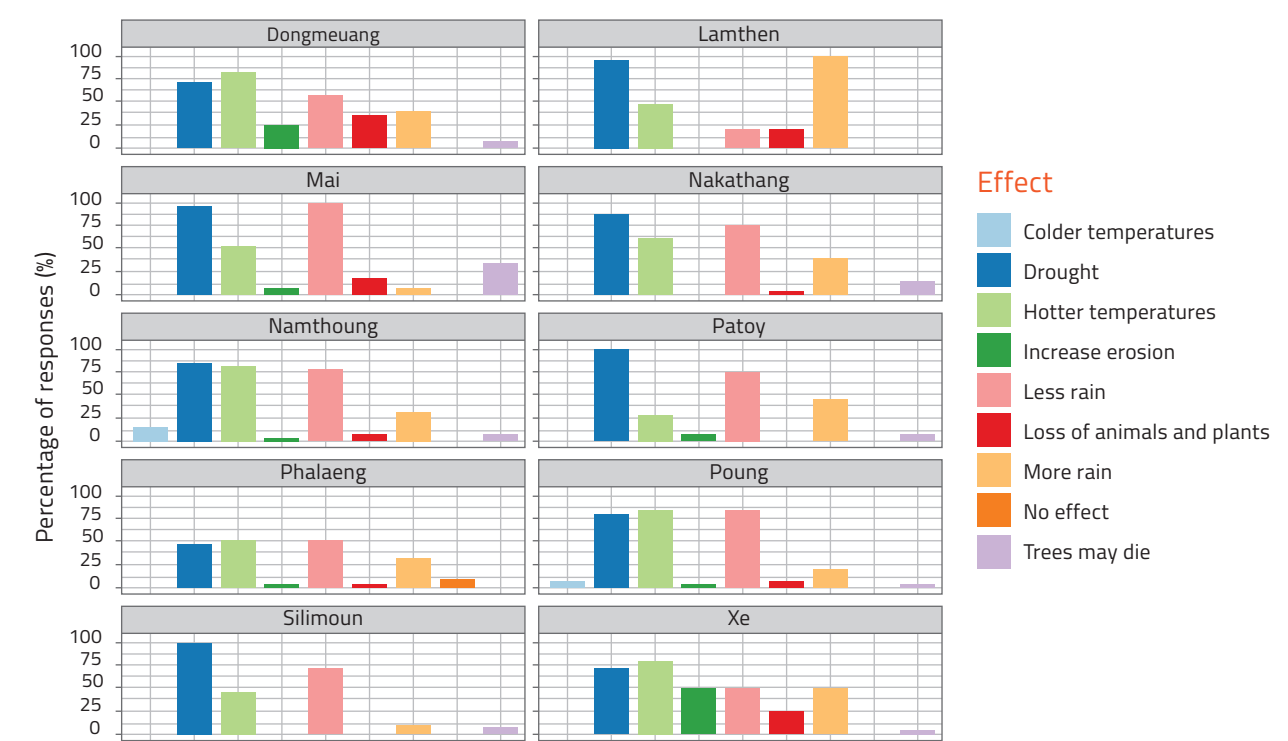 Dongmeuang
Lamthen
100
75
50
25
0
Mai
Nakathang
100
75
50
25
0
Namthoung
Patoy
100
75
50
25
0
Phalaeng
Poung
100
75
50
25
0
Silimoun
Xe
100
75
50
25
0
Percentage of responses (%)
Effect
Colder temperatures
Drought
Hotter temperatures
Increase erosion
Less rain
Loss of animals and plants
More rain
No effect
Trees may die